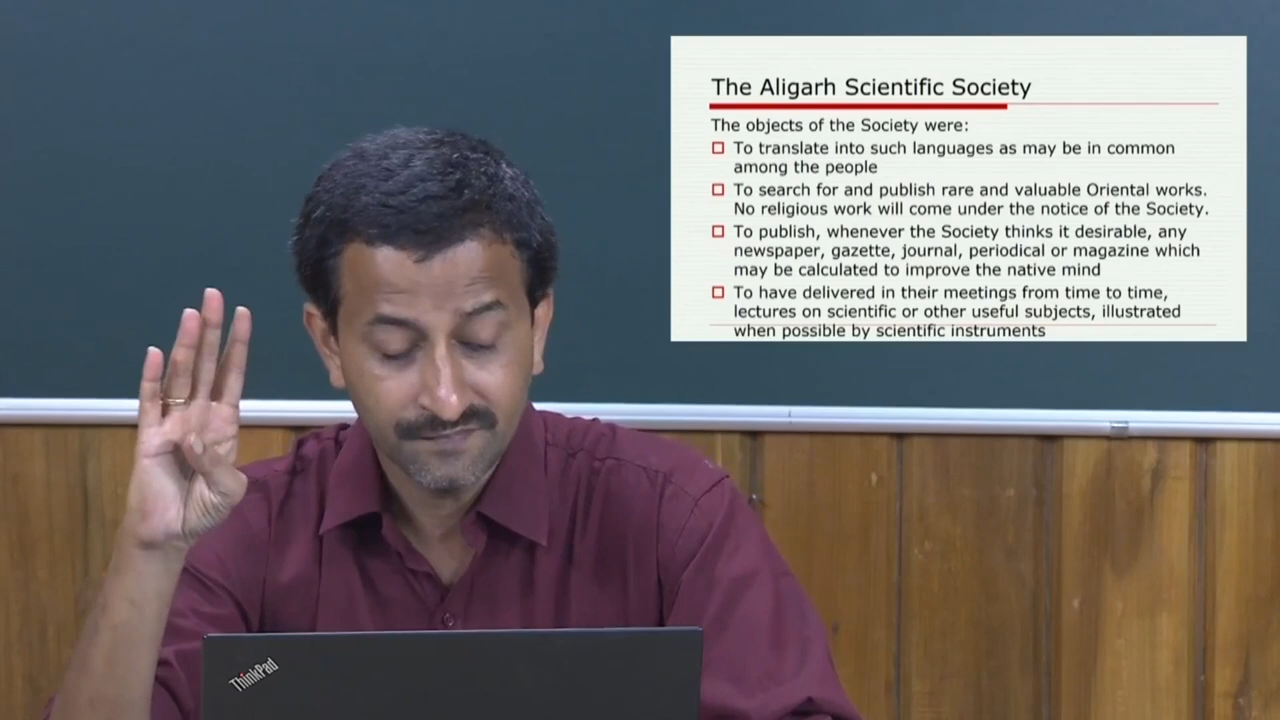 The Aligarh Scientific Society
The objects of the Society were:
To translate into such languages as may be in common
among the people
To search for and publish rare and valuable Oriental works.
No religious work will come under the notice of the Society.
To publish, whenever the Society thinks it desirable, any
newspaper, gazette, journal, periodical or magazine which
may be calculated to improve the native mind
To have delivered in their meetings from time to time,
lectures on scientific or other useful subjects, illustrated
when possible by scientific instruments
ThinkPad